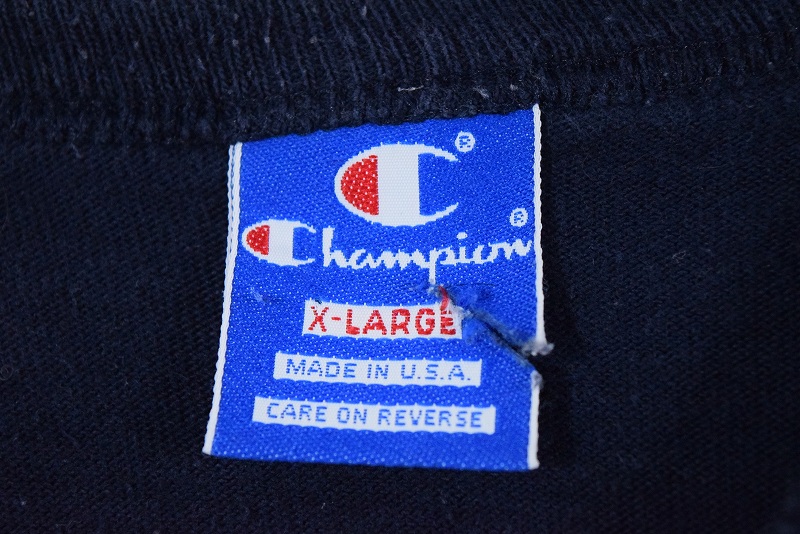 ®
Champion®
X-LARGE
MADE IN U.S.A.
CARE ON REVERSE